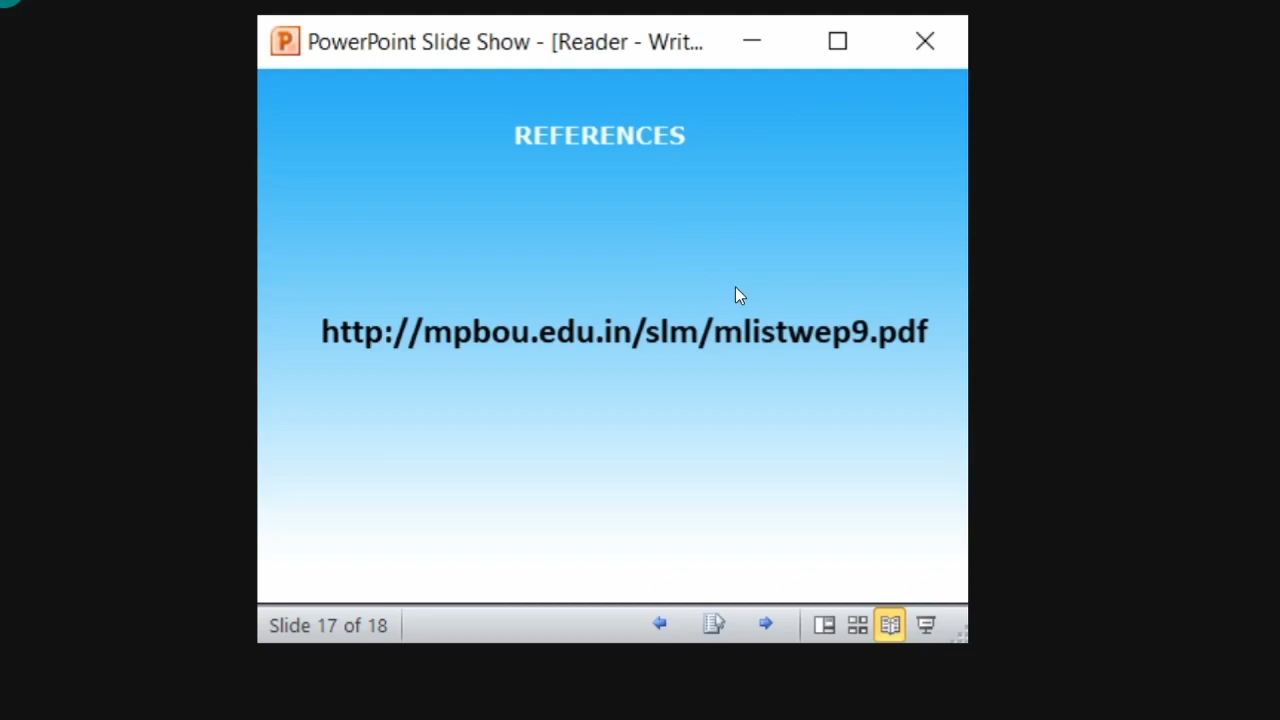 PowerPoint Slide Show - [Reader - Writ...
REFERENCES
http://mpbou.edu.in/slm/mlistwep9.pdf
Slide 17 of 18